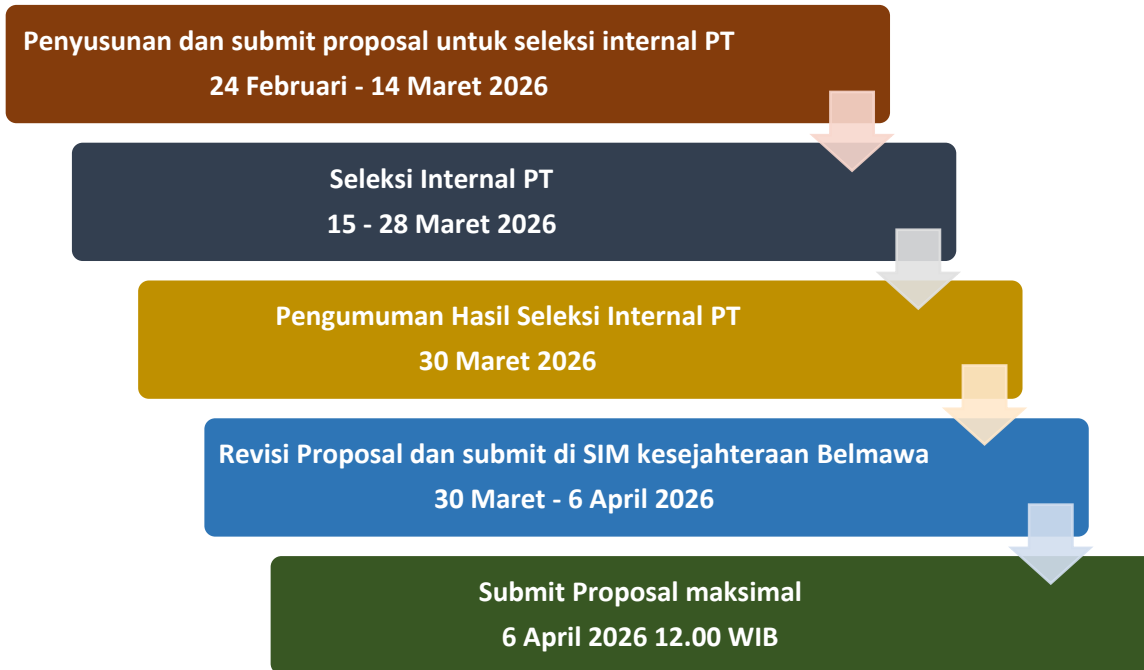 Penyusunan dan submit proposal untuk seleksi internal PT
24 Februari - 14 Maret 2026
Seleksi Internal PT
15 - 28 Maret 2026
Pengumuman Hasil Seleksi Internal PT
30 Maret 2026
Revisi Proposal dan submit di SIM kesejahteraan Belmawa
30 Maret - 6 April 2026
Submit Proposal maksimal
6 April 2026 12.00 WIB